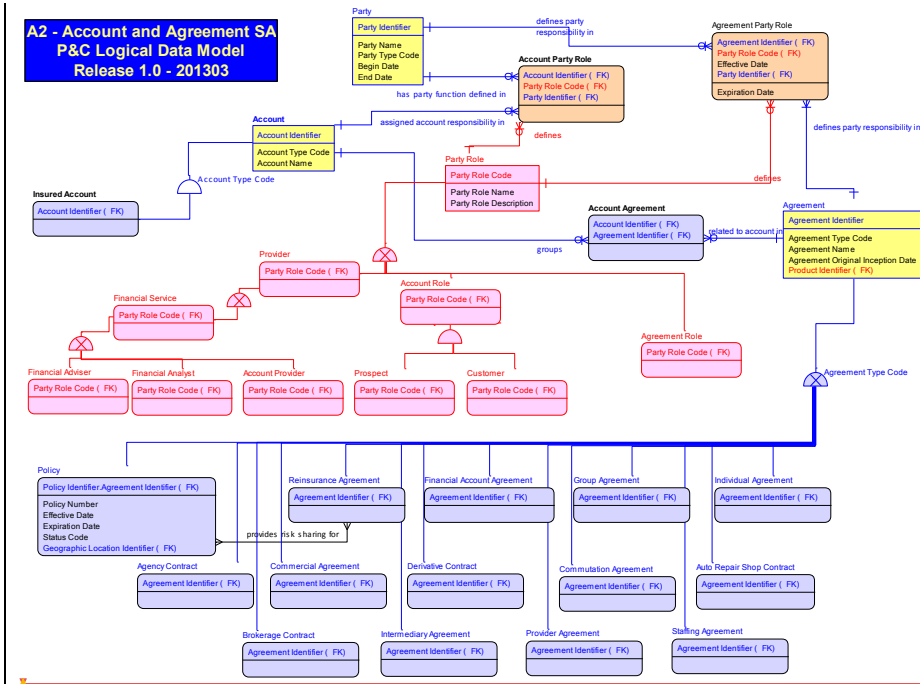 A2 - Account and Agreement SA
P&C Logical Data Model
Release 1.0 - 201303
Party
Party Identifier
Party Name
Party Type Code
Begin Date
End Date
defines party
responsibility in
Agreement Party Role
Agreement Identifier ( FK)
Party Role Code ( FK)
Effective Date
Party Identifier ( FK)
Expiration Date
Account Party Role
Account Identifier ( FK)
Party Role Code ( FK)
Party Identifier ( FK)
has party function defined in
assigned account responsibility in
defines
defines party responsibility in
Account
Account Identifier
Account Type Code
Account Name
Account Type Code
Insured Account
Account Identifier ( FK)
Party Role
Party Role Code
Party Role Name
Party Role Description
defines
Account Agreement
Account Identifier ( FK)
Agreement Identifier ( FK)
groups
related to account in
Agreement
Agreement Identifier
Agreement Type Code
Agreement Name
Agreement Original Inception Date
Product Identifier ( FK)
Provider
Party Role Code ( FK)
Account Role
Party Role Code ( FK)
Financial Service
Party Role Code ( FK)
Agreement Role
Party Role Code ( FK)
Financial Adviser
Party Role Code ( FK)
Financial Analyst
Party Role Code ( FK)
Account Provider
Party Role Code ( FK)
Prospect
Party Role Code ( FK)
Customer
Party Role Code ( FK)
Agreement Type Code
Policy
Policy Identifier.Agreement Identifier ( FK)
Policy Number
Effective Date
Expiration Date
Status Code
Geographic Location Identifier ( FK)
provides risk sharing for
Reinsurance Agreement
Agreement Identifier ( FK)
Financial Account Agreement
Agreement Identifier ( FK)
Group Agreement
Agreement Identifier ( FK)
Individual Agreement
Agreement Identifier ( FK)
Agency Contract
Agreement Identifier ( FK)
Commercial Agreement
Agreement Identifier ( FK)
Derivative Contract
Agreement Identifier ( FK)
Commutation Agreement
Agreement Identifier ( FK)
Auto Repair Shop Contract
Agreement Identifier ( FK)
Brokerage Contract
Agreement Identifier ( FK)
Intermediary Agreement
Agreement Identifier ( FK)
Provider Agreement
Agreement Identifier ( FK)
Staffing Agreement
Agreement Identifier ( FK)